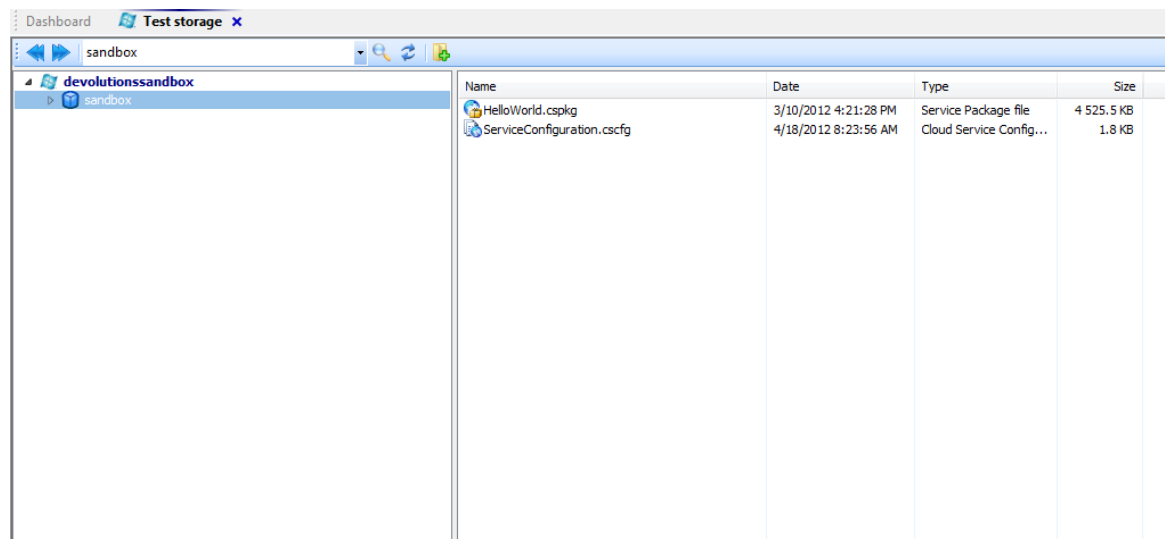 Dashboard Test storage
sandbox
devolutionssandbox
sandbox
Name Date Type Size
HelloWorld.cspkg 3/10/2012 4:21:28 PM Service Package file 4 525.5 KB
ServiceConfiguration.cscfg 4/18/2012 8:23:56 AM Cloud Service Config... 1.8 KB